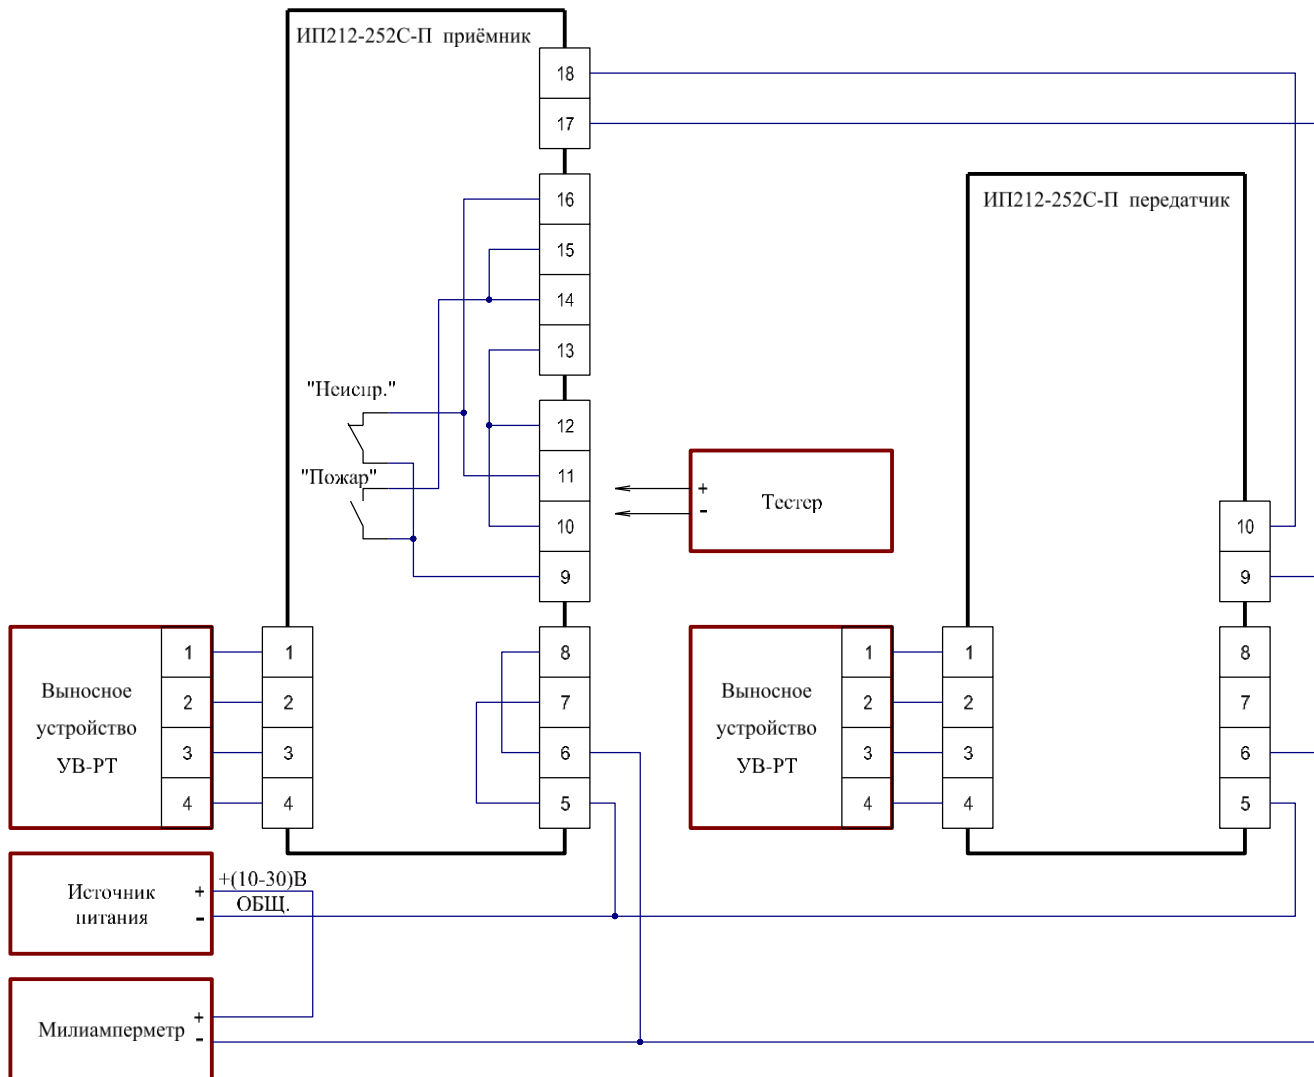 ИП212-252С-П приёмник
18
17
16
15
14
13
12
11
10
9
8
7
6
5
"Неиспр."
"Пожар"
1
2
3
4
Выносное
устройство
УВ-РТ
1
2
3
4
Тестер
+
-
ИП212-252С-П передатчик
10
9
8
7
6
5
1
2
3
4
Выносное
устройство
УВ-РТ
1
2
3
4
Источник
питания
+
-
+(10-30)В
ОБЩ.
Милиамперметр
+
-